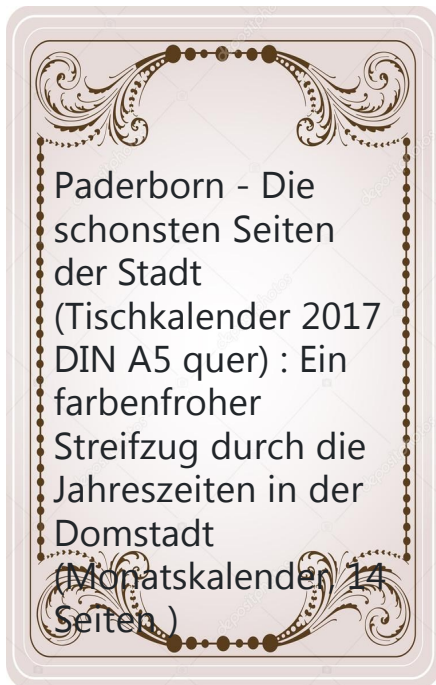 Paderborn - Die
schonsten Seiten
der Stadt
(Tischkalender 2017
DIN A5 quer) : Ein
farbenfroher
Streifzug durch die
Jahreszeiten in der
Domstadt
(Monatskalender, 14
Seiten )